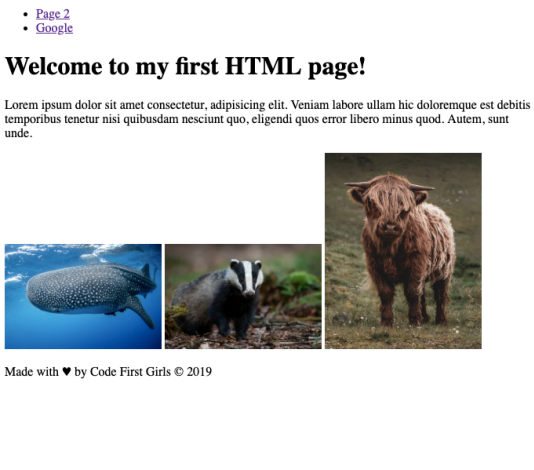 Page 2
Google
Welcome to my first HTML page!
Lorem ipsum dolor sit amet consectetur, adipisicing elit. Veniam labore ullam hic doloremque est debitis
temporibus tenetur nisi quibusdam nesciunt quo, eligendi quos error libero minus quod. Autem, sunt
unde.
Made with ♥ by Code First Girls © 2019